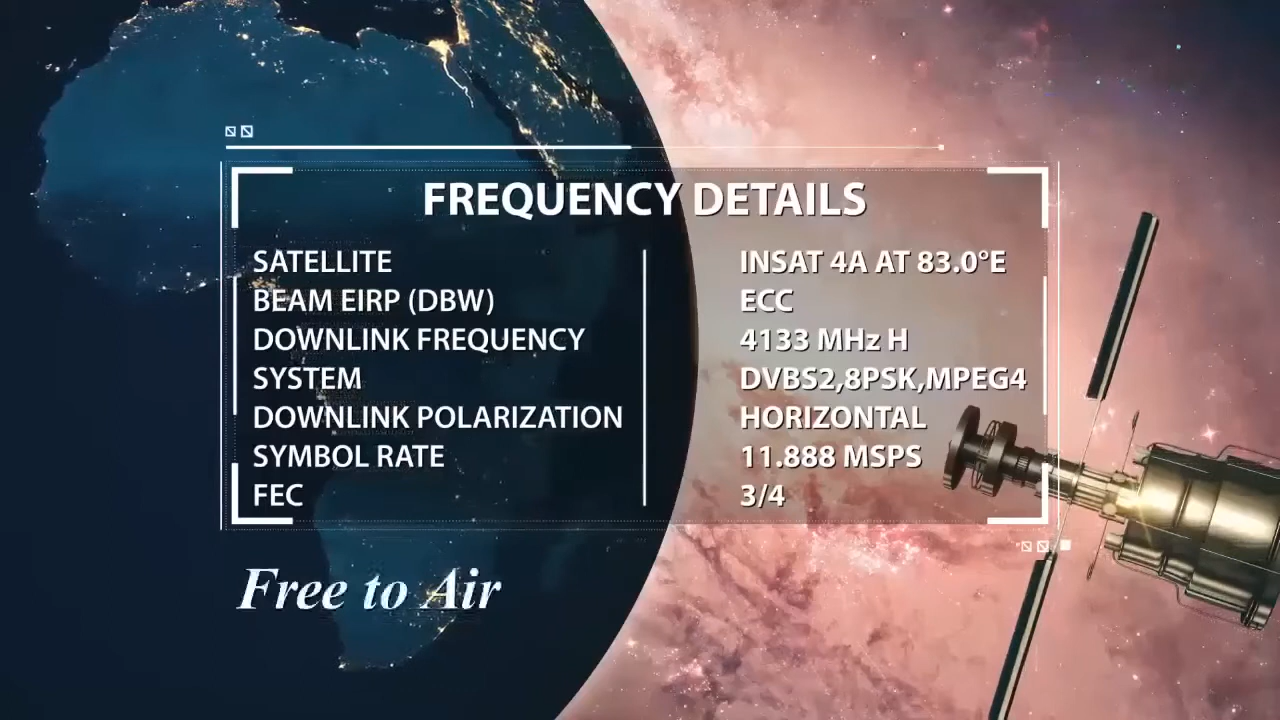 FREQUENCY DETAILS
SATELLITE INSAT 4A AT 83.0°E
BEAM EIRP (DBW) ECC
DOWNLINK FREQUENCY 4133 MHz H
SYSTEM DVBS2,8PSK,MPEG4
DOWNLINK POLARIZATION HORIZONTAL
SYMBOL RATE 11.888 MSPS
FEC 3/4
Free to Air